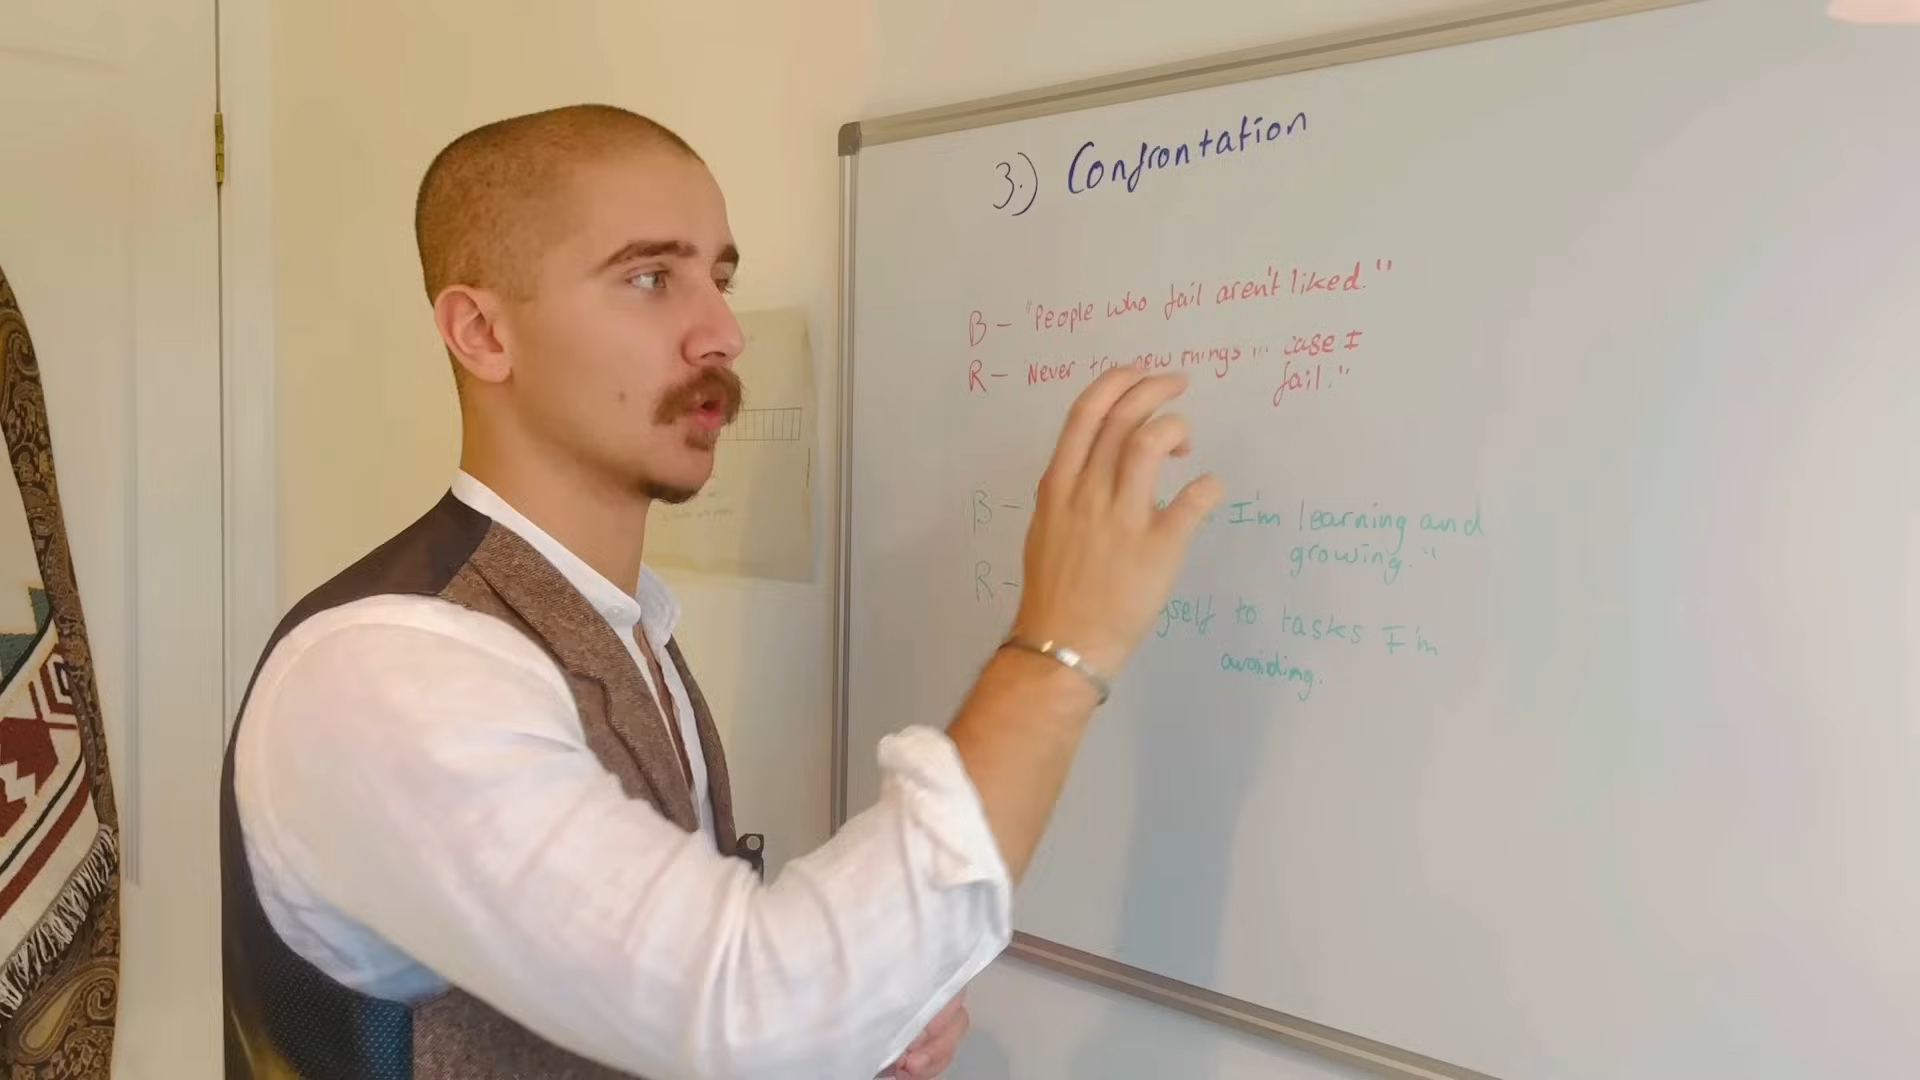 3.) Confrontation
B - "People who fail aren't liked."
R - Never try new things in case I
fail."
B - I'm learning and
growing."
R -
to tasks I'm
avoiding.